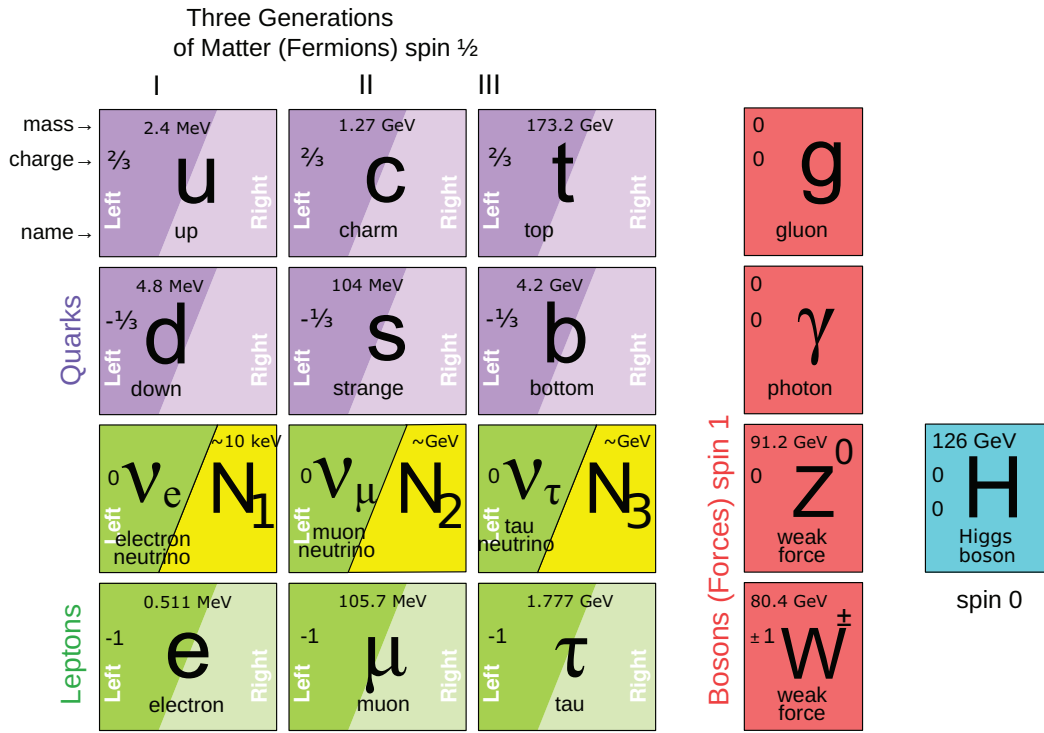 Three Generations
of Matter (Fermions) spin ½
I
II
III
mass→
charge→
name→
2.4 MeV
⅔
u
Left
Right
up
1.27 GeV
⅔
c
Left
Right
charm
173.2 GeV
⅔
t
Left
Right
top
Quarks
4.8 MeV
-⅓
d
Left
Right
down
104 MeV
-⅓
s
Left
Right
strange
4.2 GeV
-⅓
b
Left
Right
bottom
0
νe
Left
electron
neutrino
~10 keV
N1
0
νμ
Left
muon
neutrino
~GeV
N2
0
ντ
Left
tau
neutrino
~GeV
N3
Leptons
0.511 MeV
-1
e
Left
Right
electron
105.7 MeV
-1
μ
Left
Right
muon
1.777 GeV
-1
τ
Left
Right
tau
Bosons (Forces) spin 1
0
0
g
gluon
0
0
γ
photon
91.2 GeV
0
Z0
weak
force
80.4 GeV
±1
W±
weak
force
126 GeV
0
0
H
Higgs
boson
spin 0